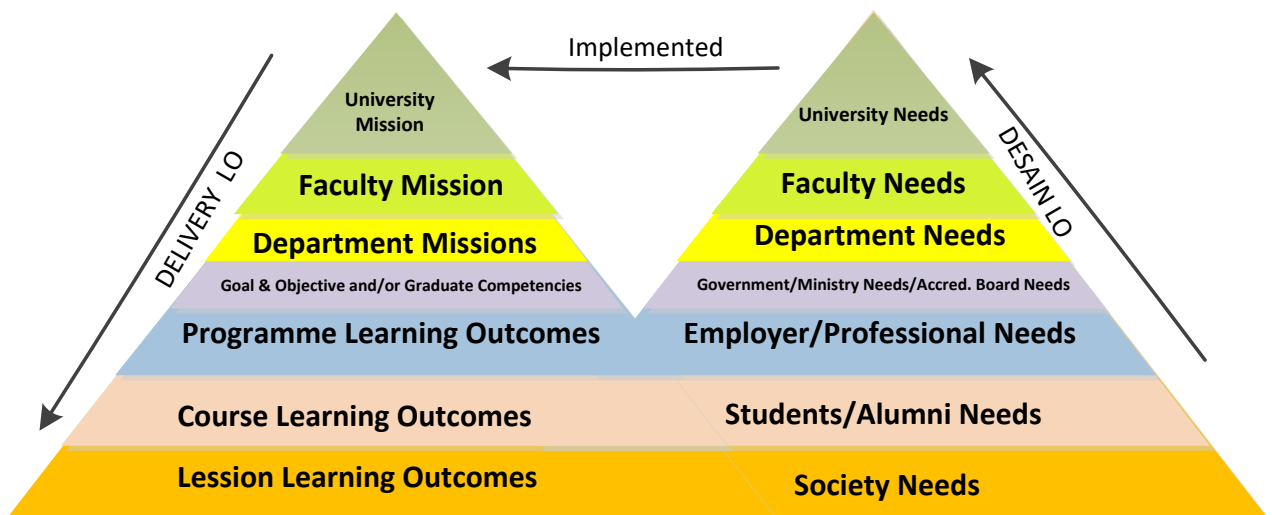 Implemented
DELIVERY LO
University
Mission
Faculty Mission
Department Missions
Goal & Objective and/or Graduate Competencies
Programme Learning Outcomes
Course Learning Outcomes
Lession Learning Outcomes
University Needs
Faculty Needs
Department Needs
Government/Ministry Needs/Accred. Board Needs
Employer/Professional Needs
Students/Alumni Needs
Society Needs
DESAIN LO